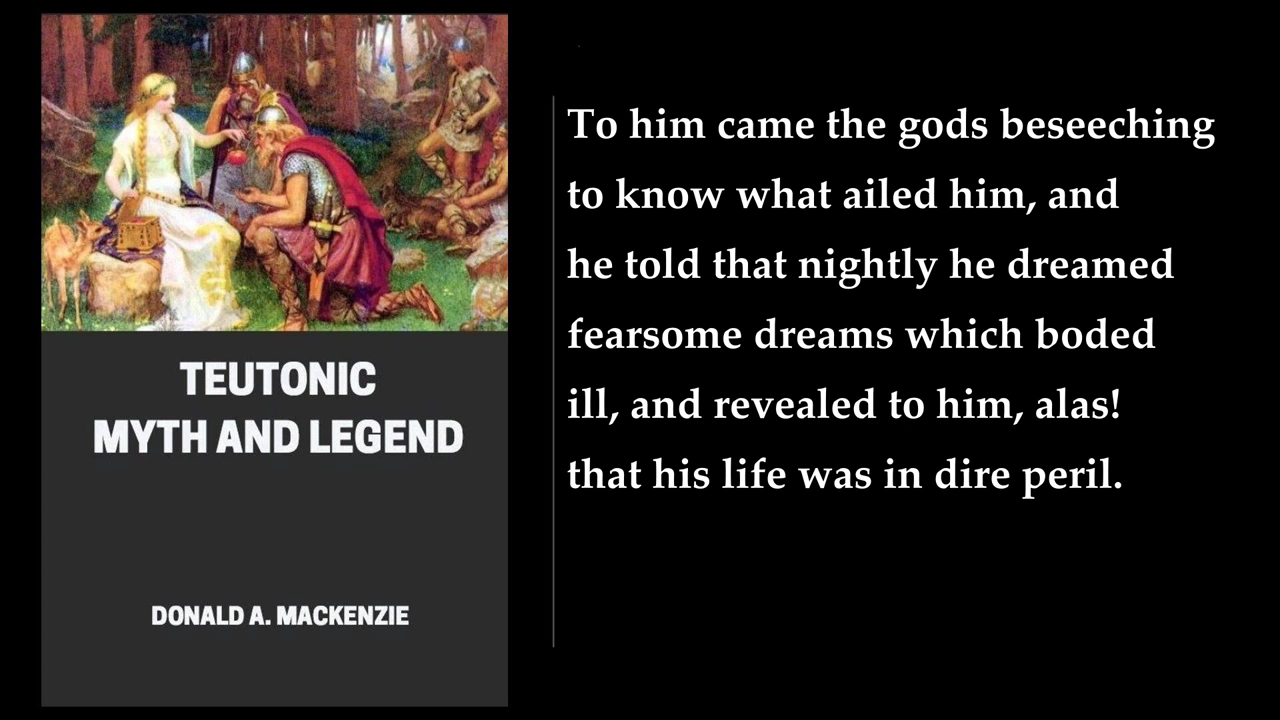 TEUTONIC
MYTH AND LEGEND
DONALD A. MACKENZIE
To him came the gods beseeching
to know what ailed him, and
he told that nightly he dreamed
fearsome dreams which boded
ill, and revealed to him, alas!
that his life was in dire peril.